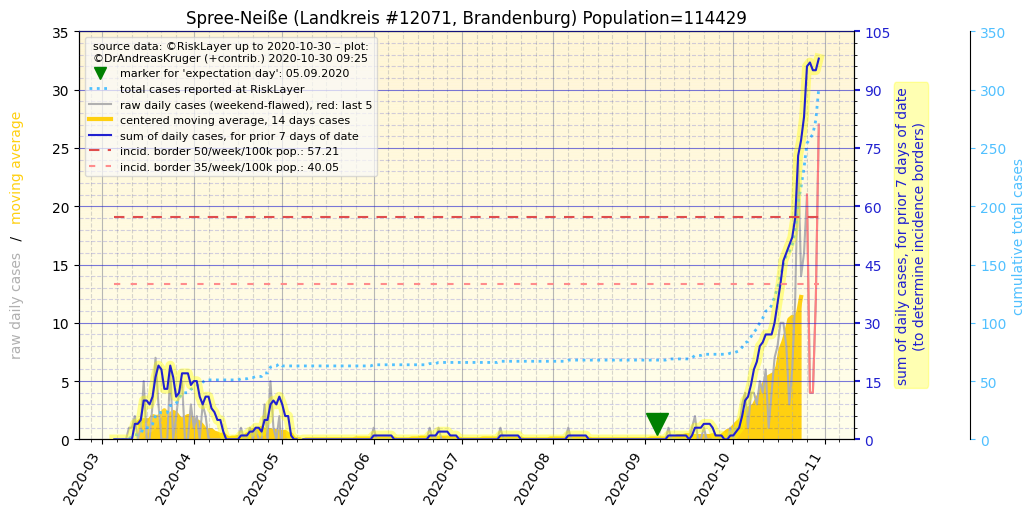 Spree-Neiße (Landkreis #12071, Brandenburg) Population=114429
source data: ©RiskLayer up to 2020-10-30 – plot:
©DrAndreasKruger (+contrib.) 2020-10-30 09:25
marker for 'expectation day': 05.09.2020
total cases reported at RiskLayer
raw daily cases (weekend-flawed), red: last 5
centered moving average, 14 days cases
sum of daily cases, for prior 7 days of date
incid. border 50/week/100k pop.: 57.21
incid. border 35/week/100k pop.: 40.05
raw daily cases / moving average
35
30
25
20
15
10
5
0
2020-03
2020-04
2020-05
2020-06
2020-07
2020-08
2020-09
2020-10
2020-11
105
90
75
60
45
30
15
0
sum of daily cases, for prior 7 days of date
(to determine incidence borders)
350
300
250
200
150
100
50
0
cumulative total cases